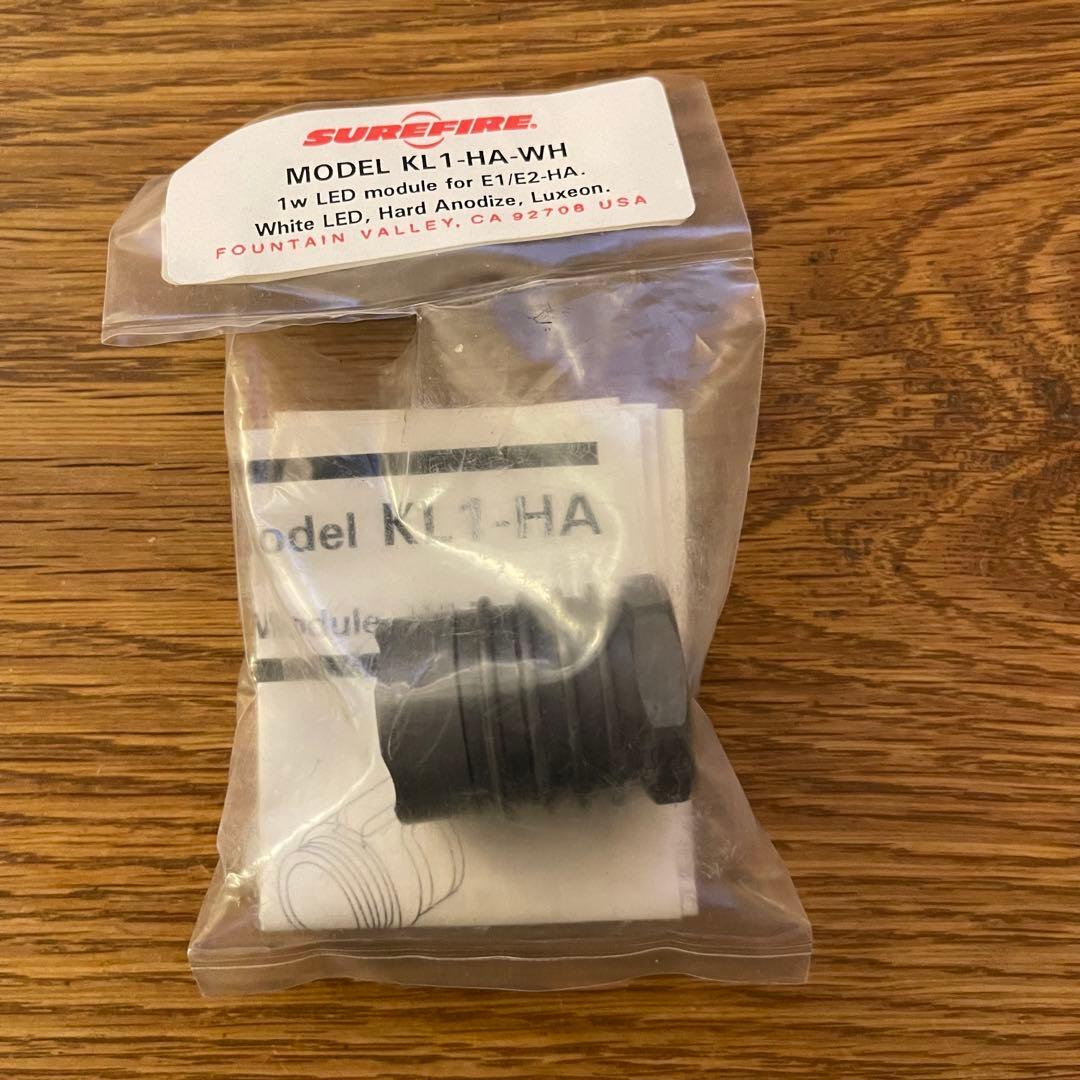 SUREFIRE®
MODEL KL1-HA-WH
1w LED module for E1/E2-HA.
White LED, Hard Anodize, Luxeon.
FOUNTAIN VALLEY, CA 92708 USA
odel KL1-HA
Module